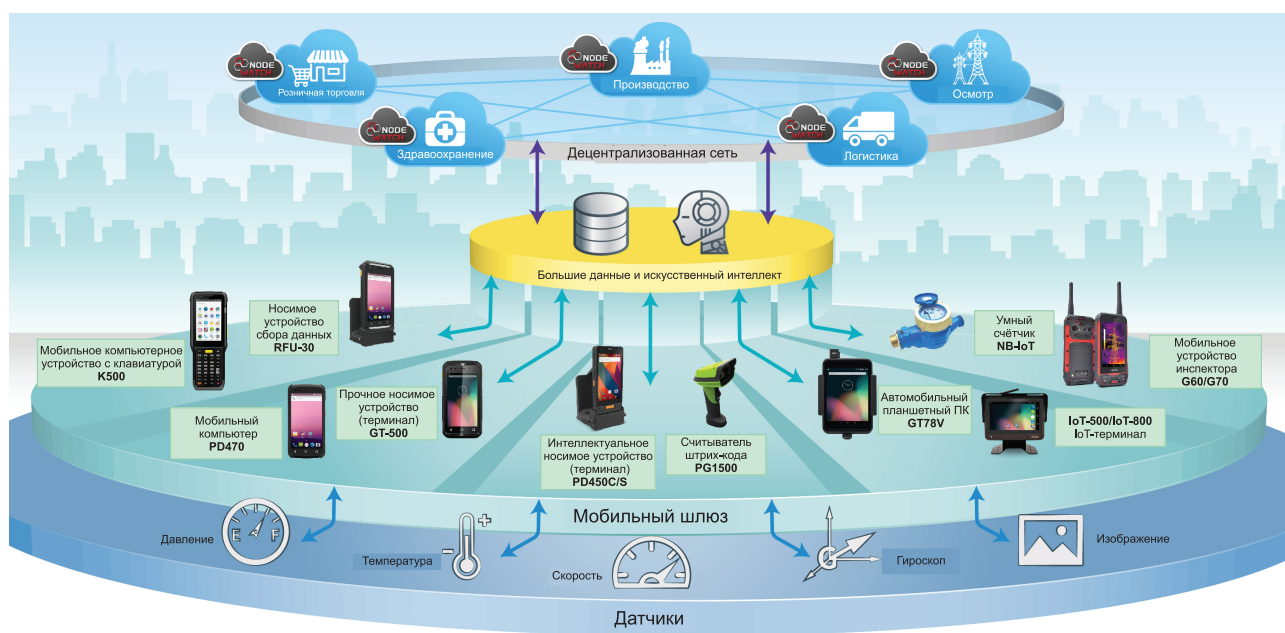 NODE
WATCH
Розничная торговля
NODE
WATCH
Производство
NODE
WATCH
Осмотр
NODE
WATCH
Здравоохранение
NODE
WATCH
Логистика
Децентрализованная сеть
Большие данные и искусственный интеллект
Мобильное компьютерное
устройство с клавиатурой
K500
Носимое
устройство
сбора данных
RFU-30
Мобильный
компьютер
PD470
Прочное носимое
устройство
(терминал)
GT-500
Интеллектуальное
носимое устройство
(терминал)
PD450C/S
Считыватель
штрих-кода
PG1500
Автомобильный
планшетный ПК
GT78V
Умный
счётчик
NB-IoT
IoT-500/IoT-800
IoT-терминал
Мобильное
устройство
инспектора
G60/G70
Мобильный шлюз
Давление
E F
Температура
Скорость
Гироскоп
Изображение
Датчики